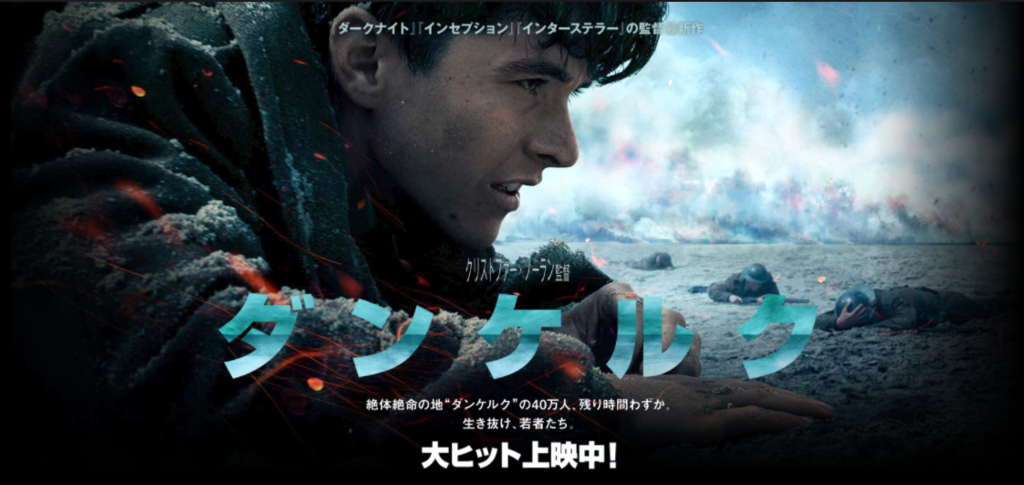 『ダークナイト』『インセプション』『インターステラー』の監督最新作
クリストファー・ノーラン監督
ダンケルク
絶体絶命の地“ダンケルク”の40万人、残り時間わずか。
生き抜け、若者たち。
大ヒット上映中!